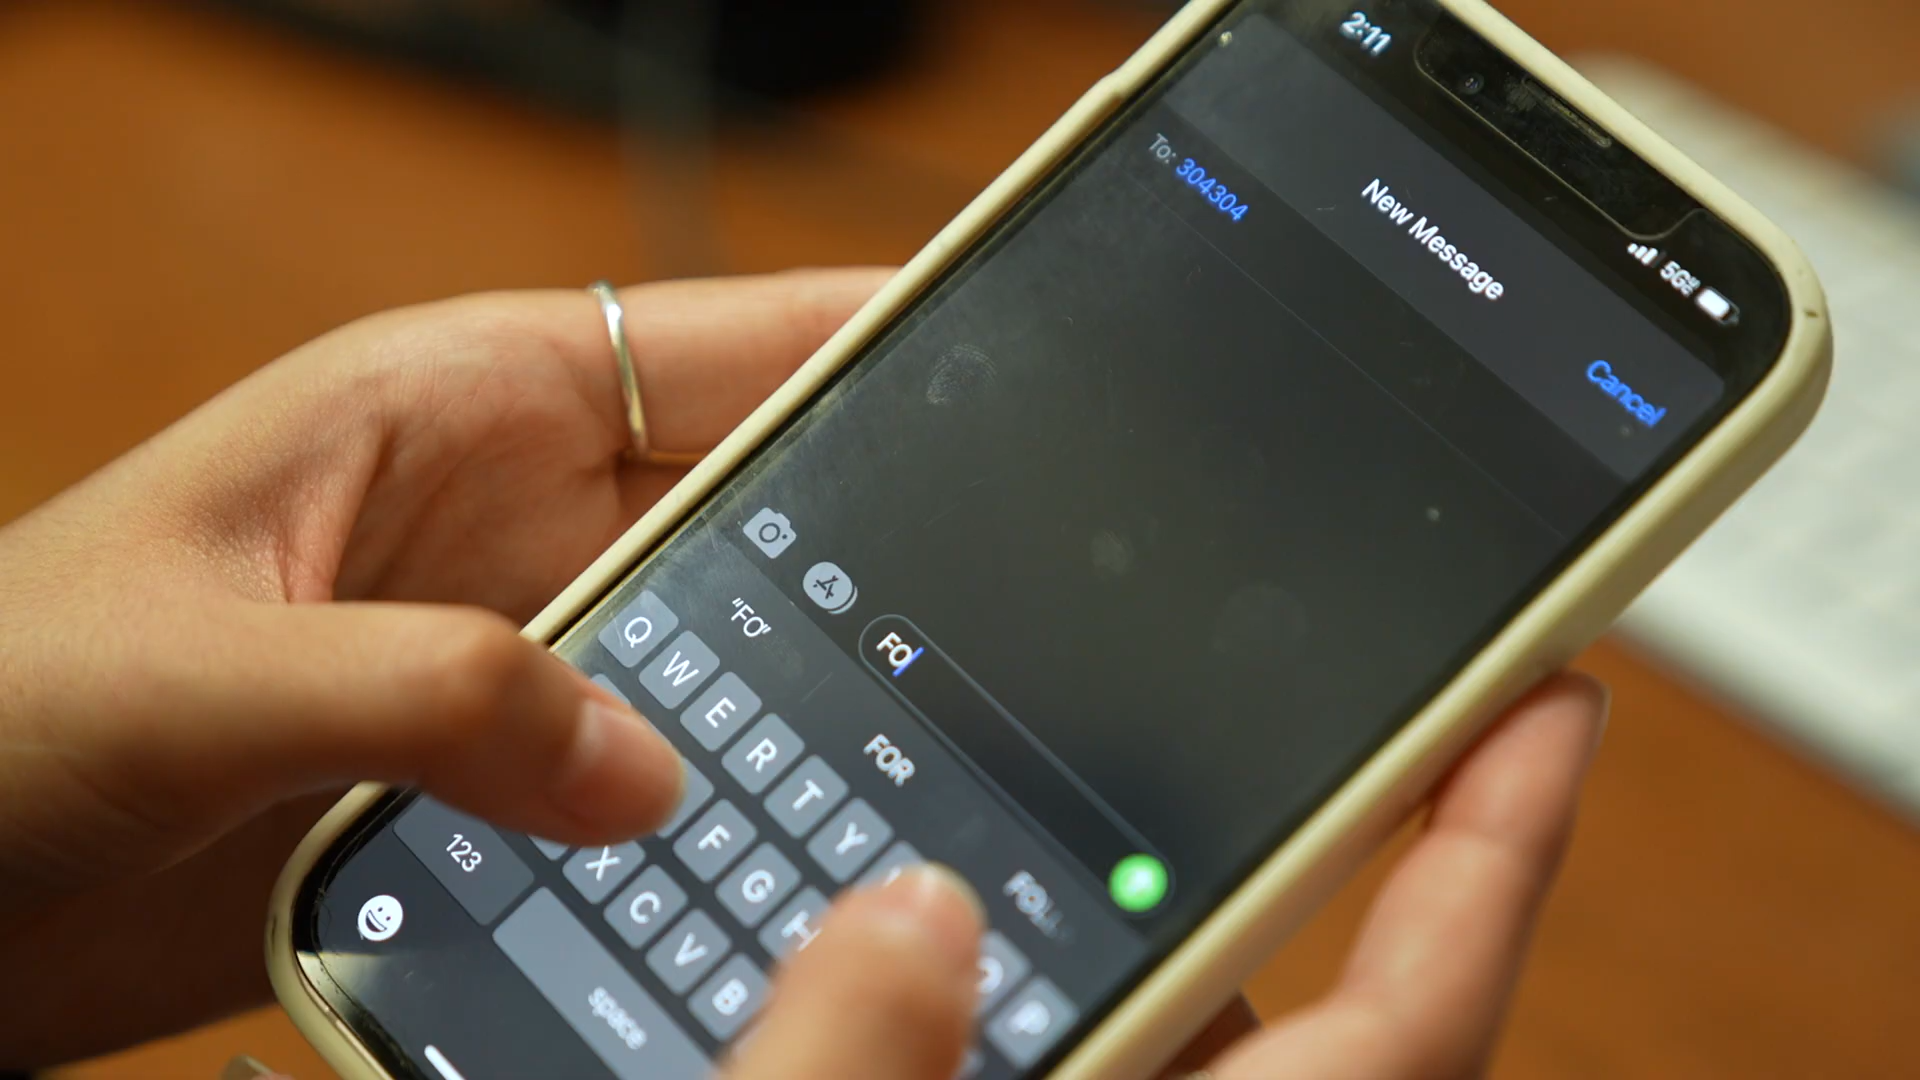 2:11
5G
New Message
Cancel
To: 304304
FO
"FO" FOR
Q W E R T Y
F G H
P
X C V B
123
space